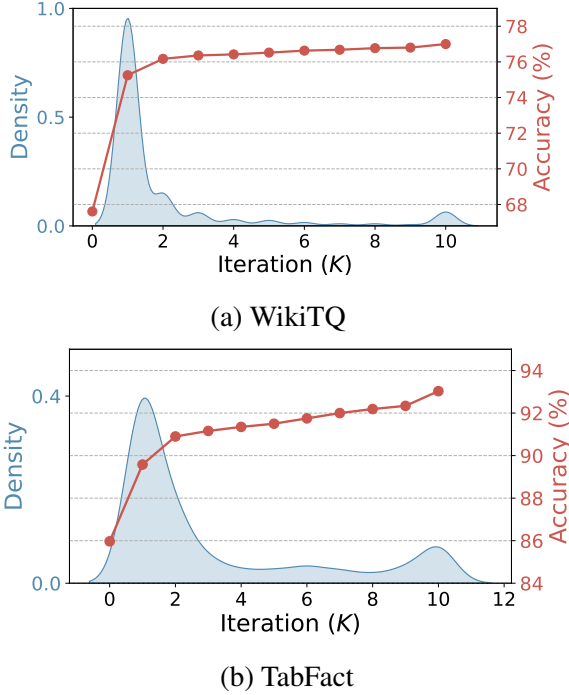 1.0
0.5
0.0
Density
78
76
74
72
70
68
Accuracy (%)
0 2 4 6 8 10
Iteration (K)
(a) WikiTQ
0.4
0.0
Density
94
92
90
88
86
84
Accuracy (%)
0 2 4 6 8 10 12
Iteration (K)
(b) TabFact